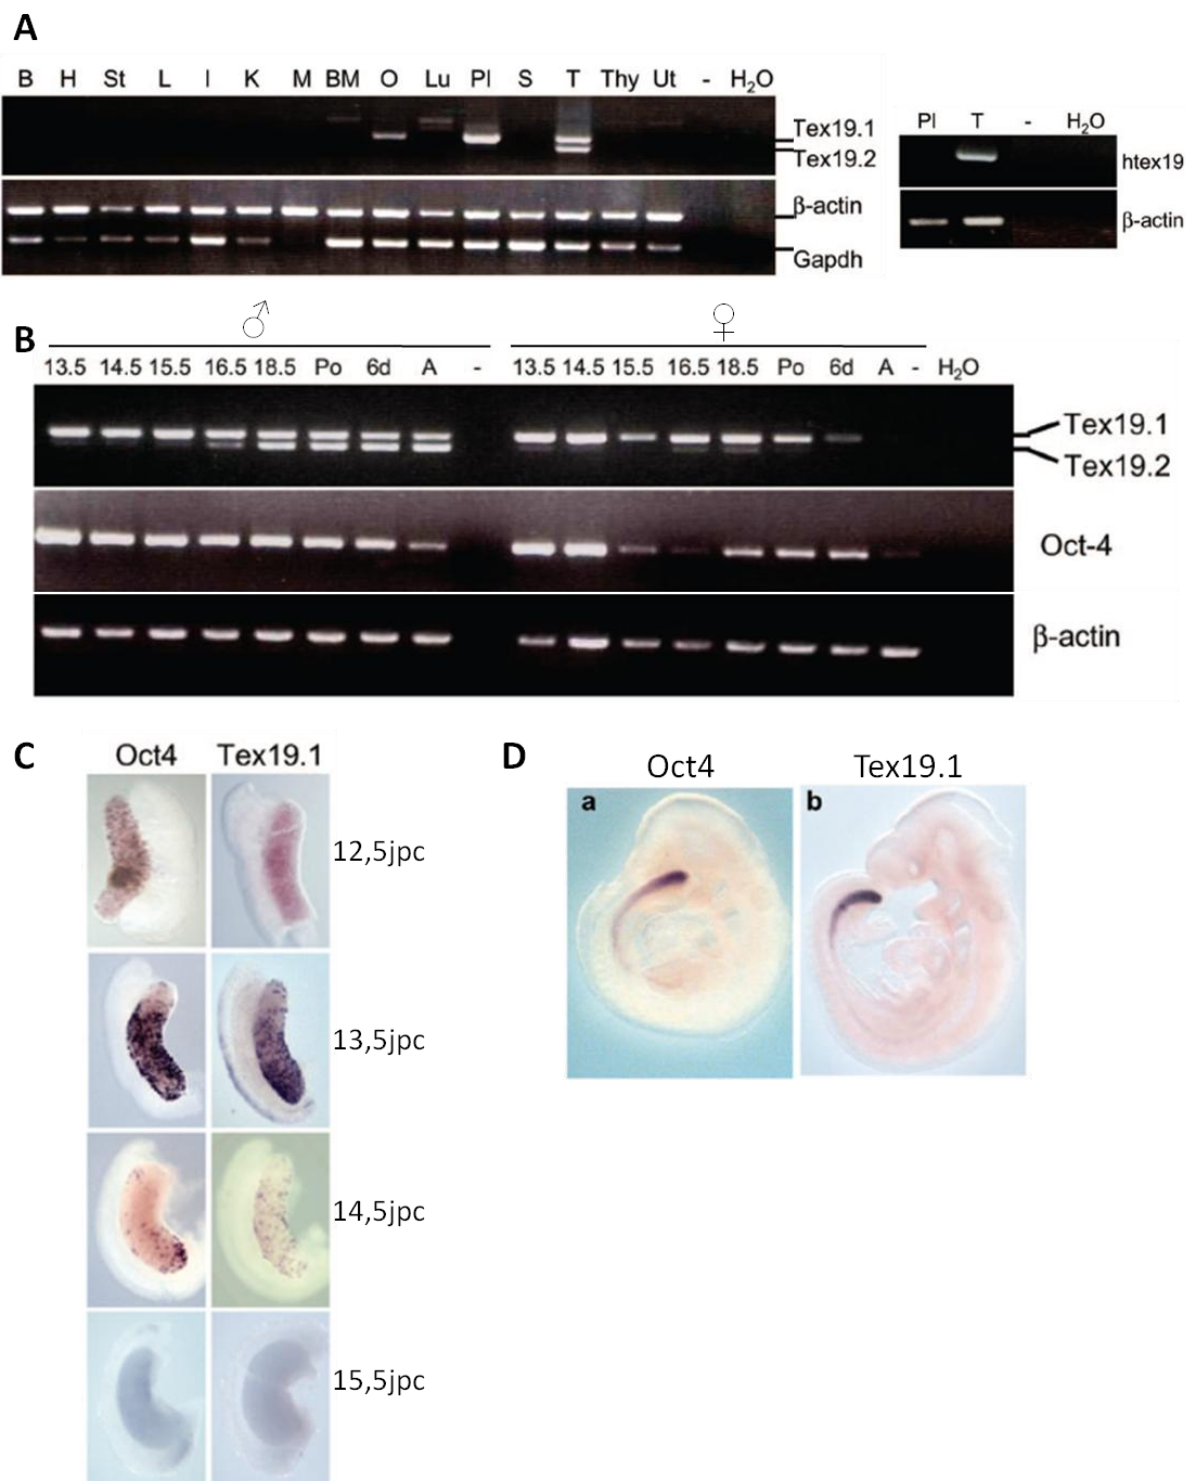 A
B H St L I K M BM O Lu Pl S T Thy Ut - H₂O
Tex19.1
Tex19.2
β-actin
Gapdh
Pl T - H₂O
htex19
β-actin
B
♂ ♀
13.5 14.5 15.5 16.5 18.5 Po 6d A - 13.5 14.5 15.5 16.5 18.5 Po 6d A - H₂O
Tex19.1
Tex19.2
Oct-4
β-actin
C
Oct4 Tex19.1
12,5jpc
13,5jpc
14,5jpc
15,5jpc
D
Oct4 Tex19.1
a b